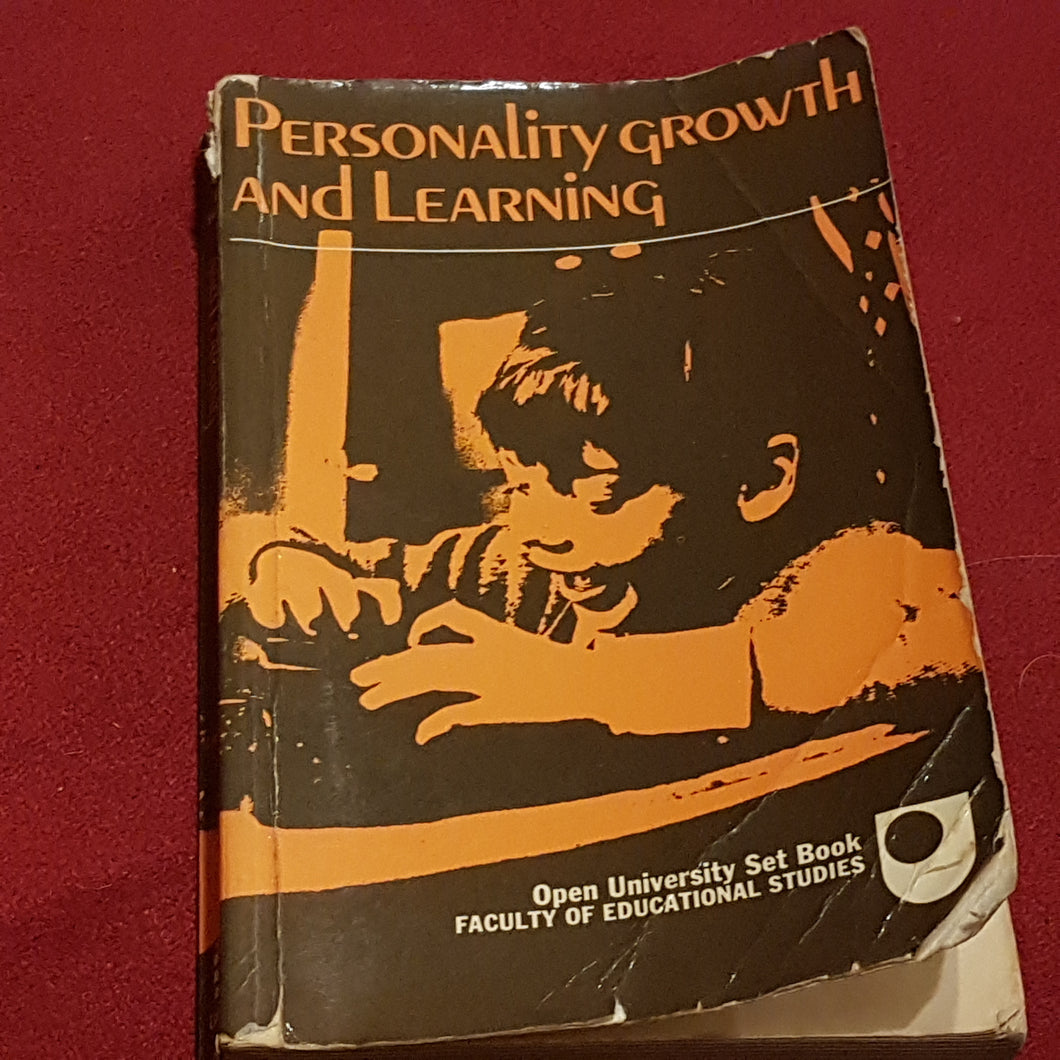 Personality growth
and Learning
Open University Set Book
FACULTY OF EDUCATIONAL STUDIES